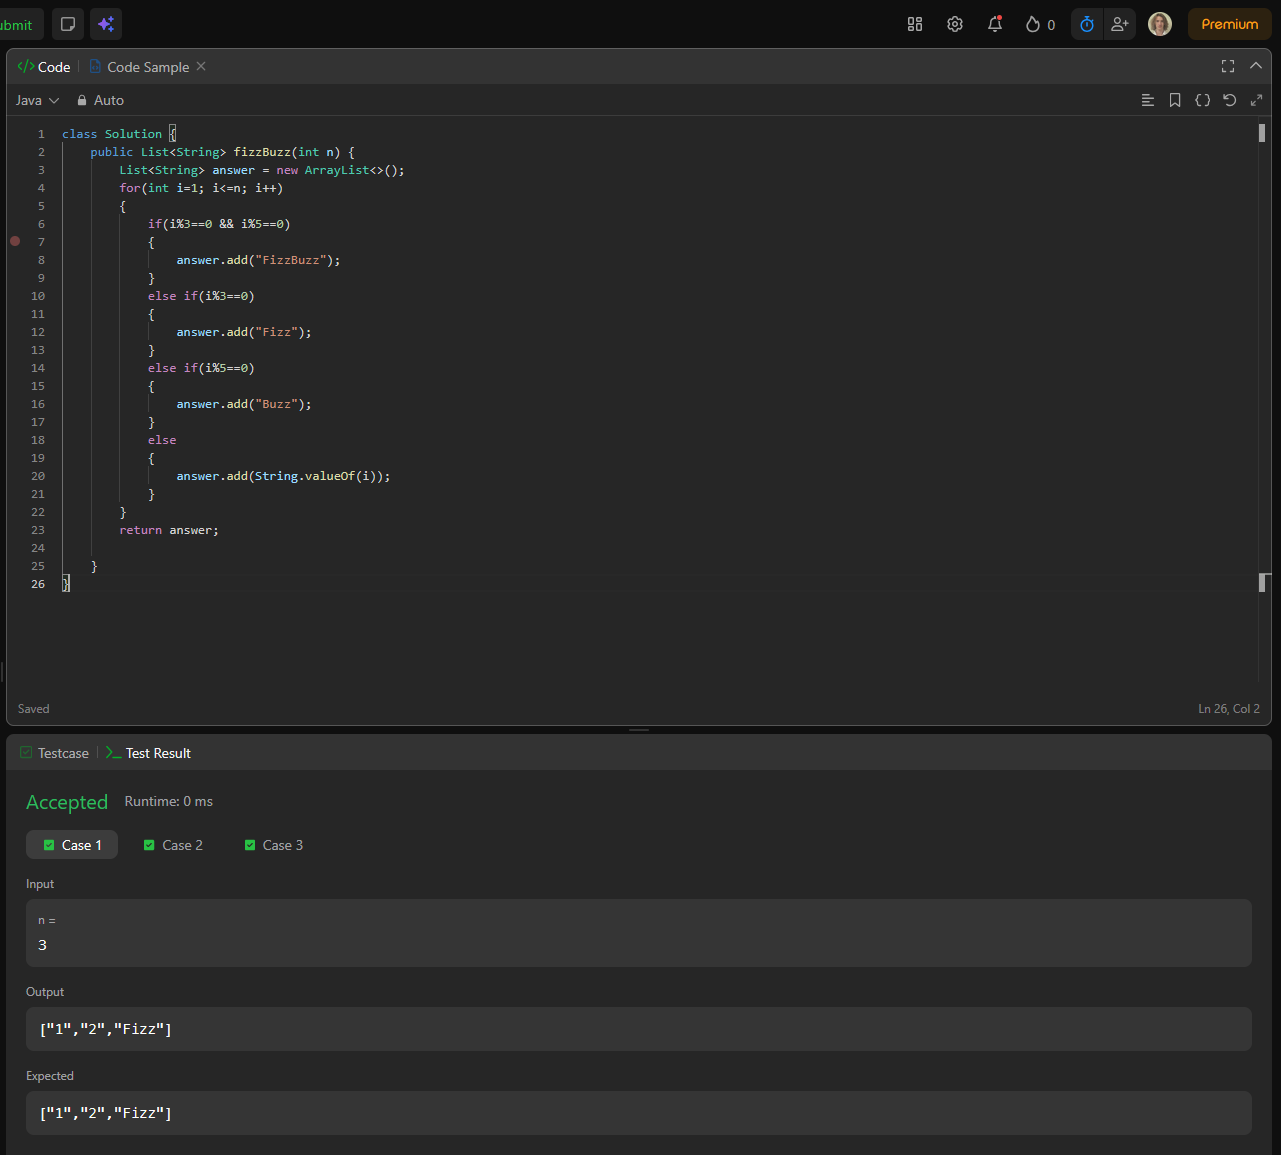 ubmit
0
Premium
</> Code
Code Sample
Java
Auto
1 class Solution {
2 public List<String> fizzBuzz(int n) {
3 List<String> answer = new ArrayList<>();
4 for(int i=1; i<=n; i++)
5 {
6 if(i%3==0 && i%5==0)
7 {
8 answer.add("FizzBuzz");
9 }
10 else if(i%3==0)
11 {
12 answer.add("Fizz");
13 }
14 else if(i%5==0)
15 {
16 answer.add("Buzz");
17 }
18 else
19 {
20 answer.add(String.valueOf(i));
21 }
22 }
23 return answer;
24
25 }
26 }
Saved
Ln 26, Col 2
Testcase
Test Result
Accepted
Runtime: 0 ms
Case 1
Case 2
Case 3
Input
n =
3
Output
["1","2","Fizz"]
Expected
["1","2","Fizz"]